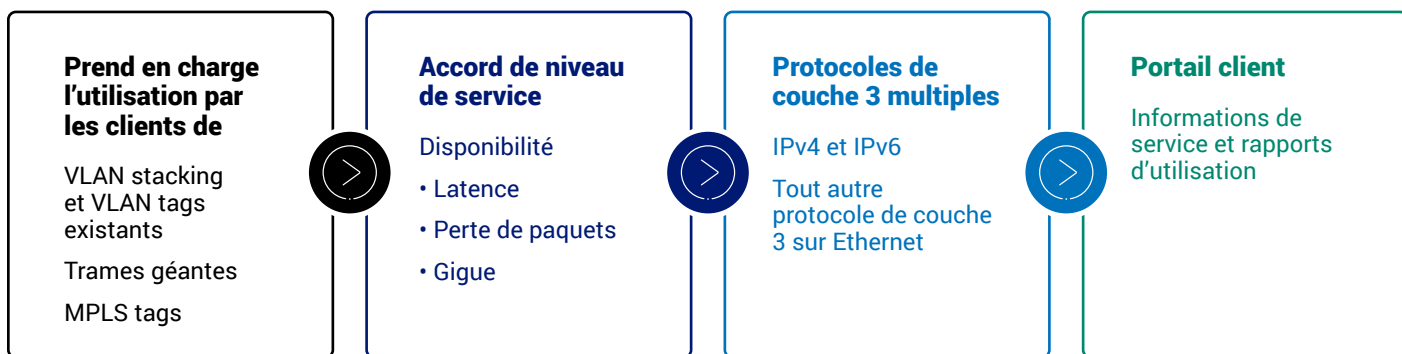 Prend en charge
l’utilisation par
les clients de
VLAN stacking
et VLAN tags
existants
Trames géantes
MPLS tags
Accord de niveau
de service
Disponibilité
• Latence
• Perte de paquets
• Gigue
Protocoles de
couche 3 multiples
IPv4 et IPv6
Tout autre
protocole de couche
3 sur Ethernet
Portail client
Informations de
service et rapports
d’utilisation